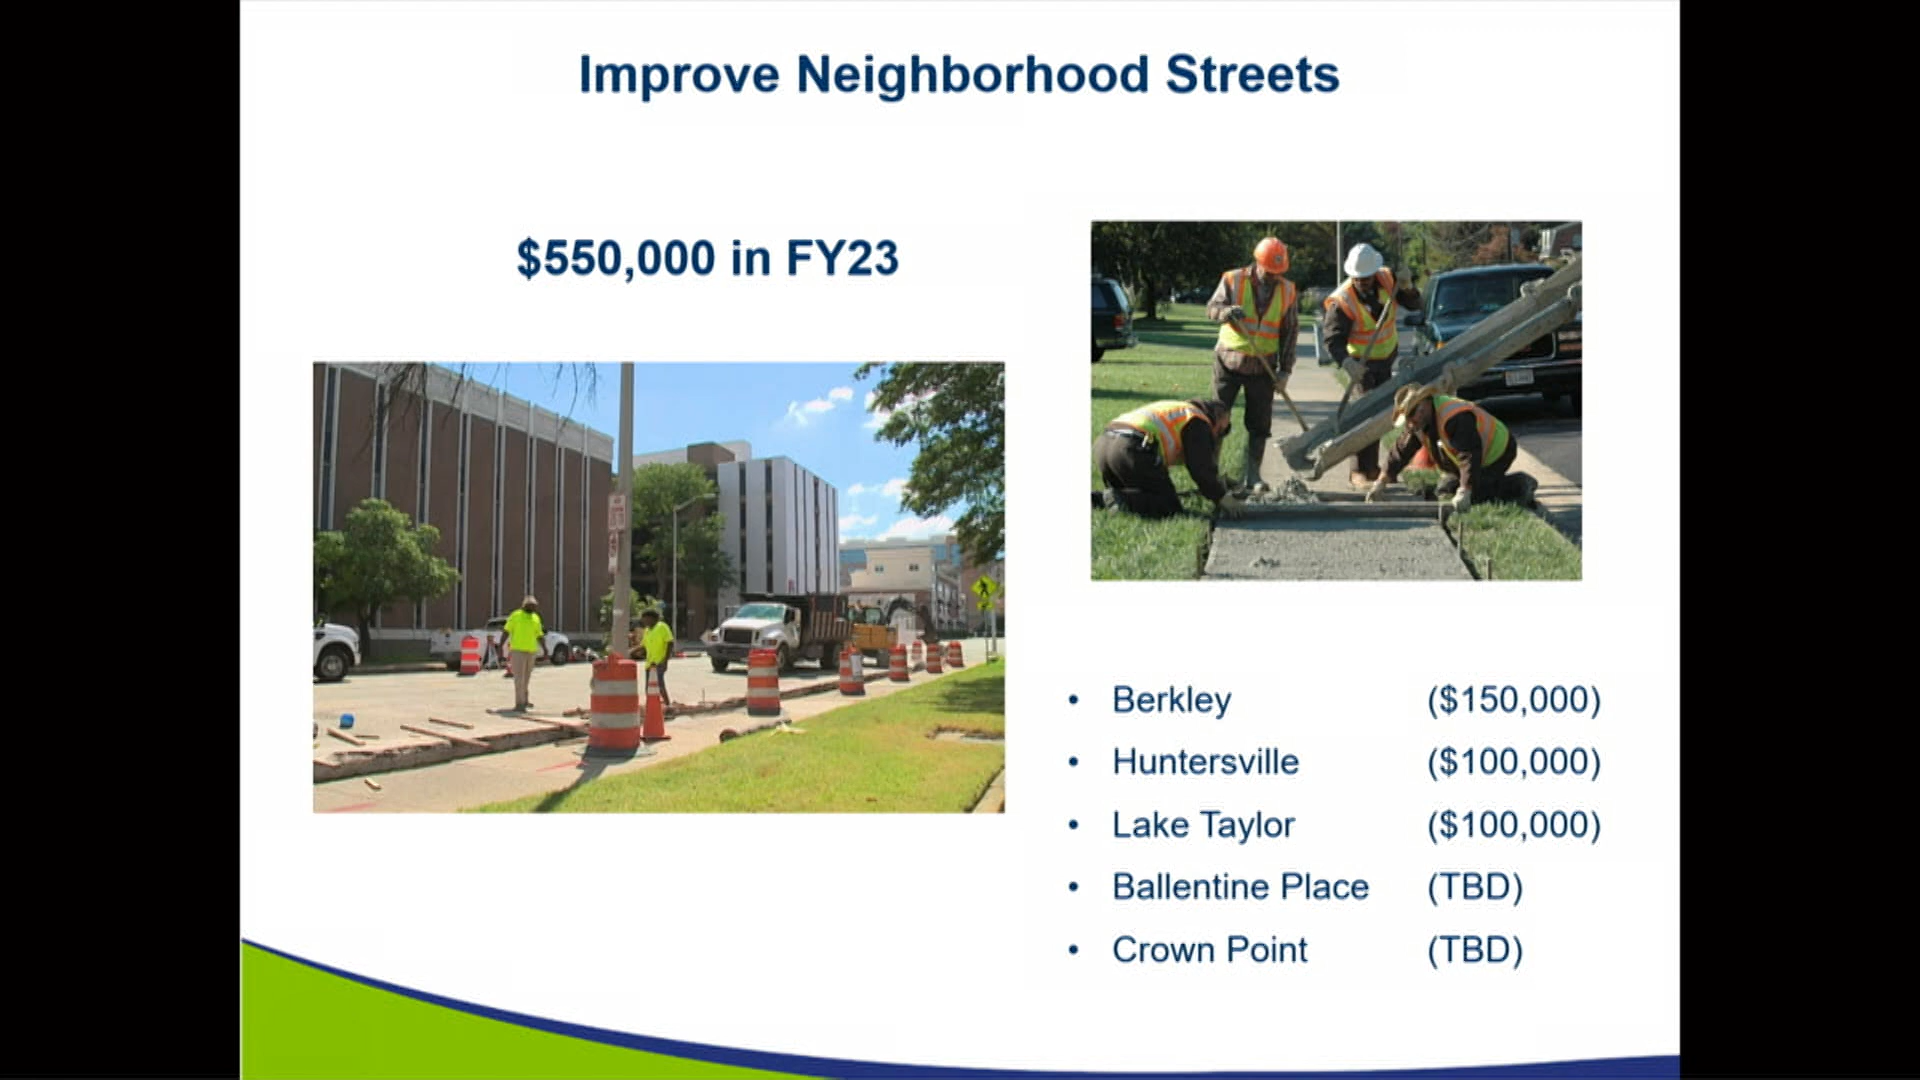 Improve Neighborhood Streets
$550,000 in FY23
• Berkley ($150,000)
• Huntersville ($100,000)
• Lake Taylor ($100,000)
• Ballentine Place (TBD)
• Crown Point (TBD)